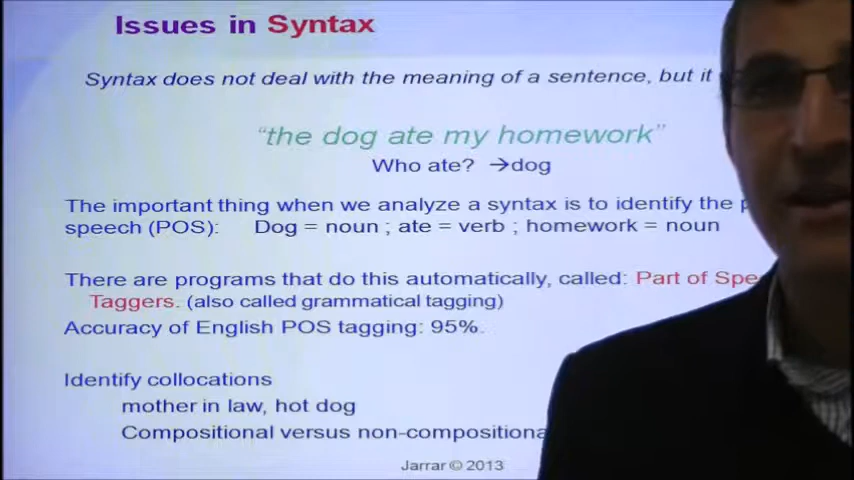 Issues in Syntax
Syntax does not deal with the meaning of a sentence, but it
"the dog ate my homework"
Who ate? →dog
The important thing when we analyze a syntax is to identify the
speech (POS): Dog = noun ; ate = verb ; homework = noun
There are programs that do this automatically, called: Part of Spe
Taggers. (also called grammatical tagging)
Accuracy of English POS tagging: 95%.
Identify collocations
mother in law, hot dog
Compositional versus non-compositiona
Jarrar © 2013